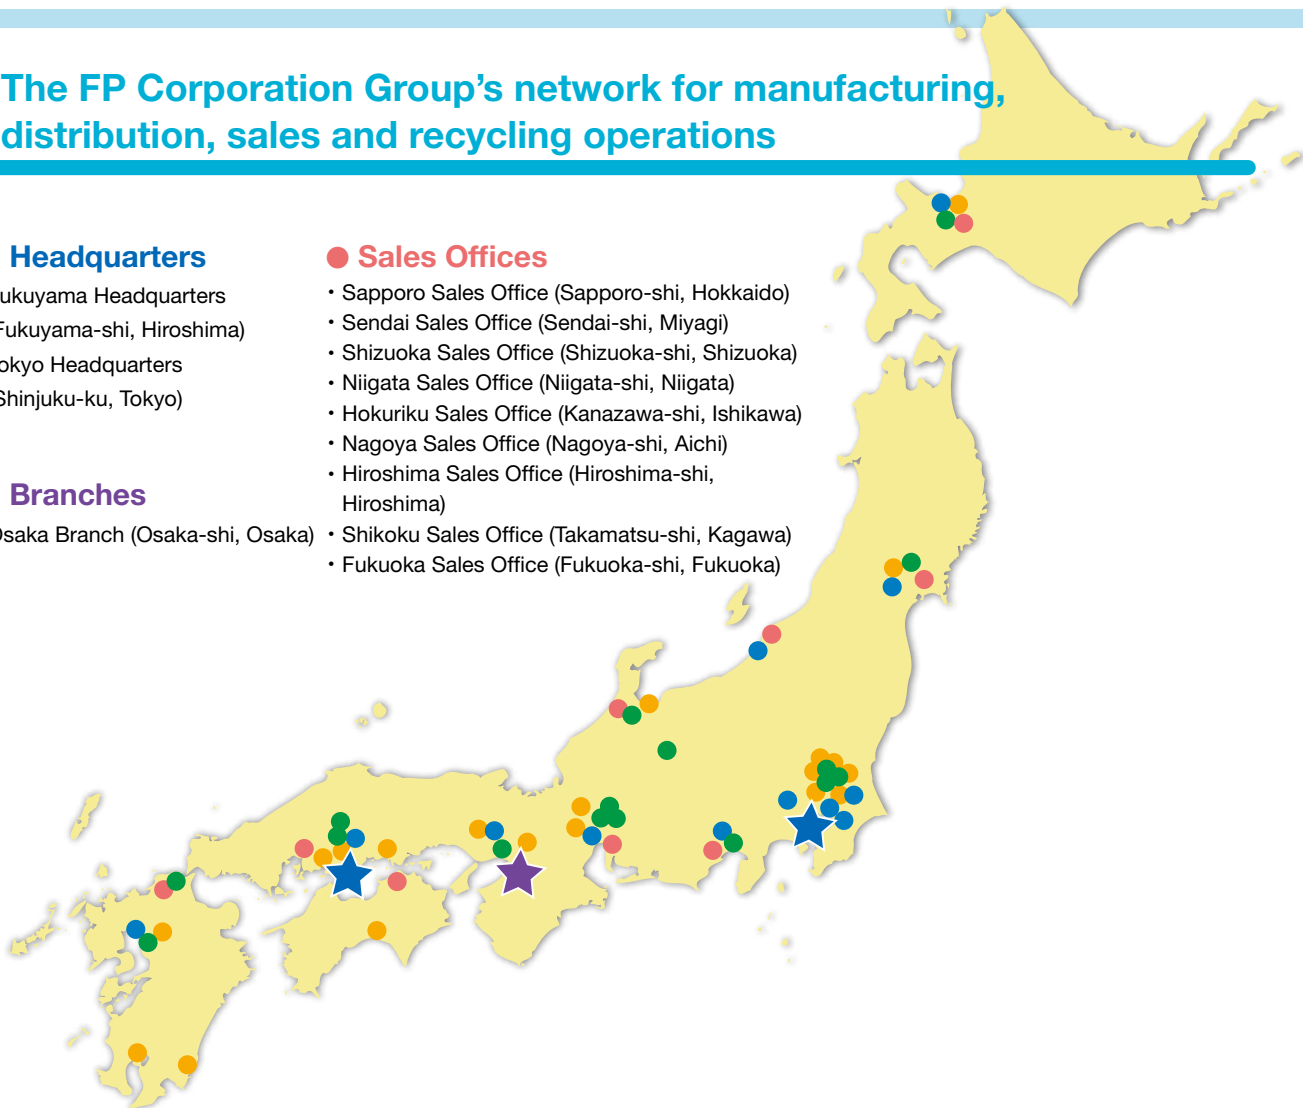 The FP Corporation Group’s network for manufacturing,
distribution, sales and recycling operations
Headquarters
ukuyama Headquarters
Fukuyama-shi, Hiroshima)
okyo Headquarters
Shinjuku-ku, Tokyo)
Branches
Osaka Branch (Osaka-shi, Osaka)
Sales Offices
・Sapporo Sales Office (Sapporo-shi, Hokkaido)
・Sendai Sales Office (Sendai-shi, Miyagi)
・Shizuoka Sales Office (Shizuoka-shi, Shizuoka)
・Niigata Sales Office (Niigata-shi, Niigata)
・Hokuriku Sales Office (Kanazawa-shi, Ishikawa)
・Nagoya Sales Office (Nagoya-shi, Aichi)
・Hiroshima Sales Office (Hiroshima-shi,
Hiroshima)
・Shikoku Sales Office (Takamatsu-shi, Kagawa)
・Fukuoka Sales Office (Fukuoka-shi, Fukuoka)